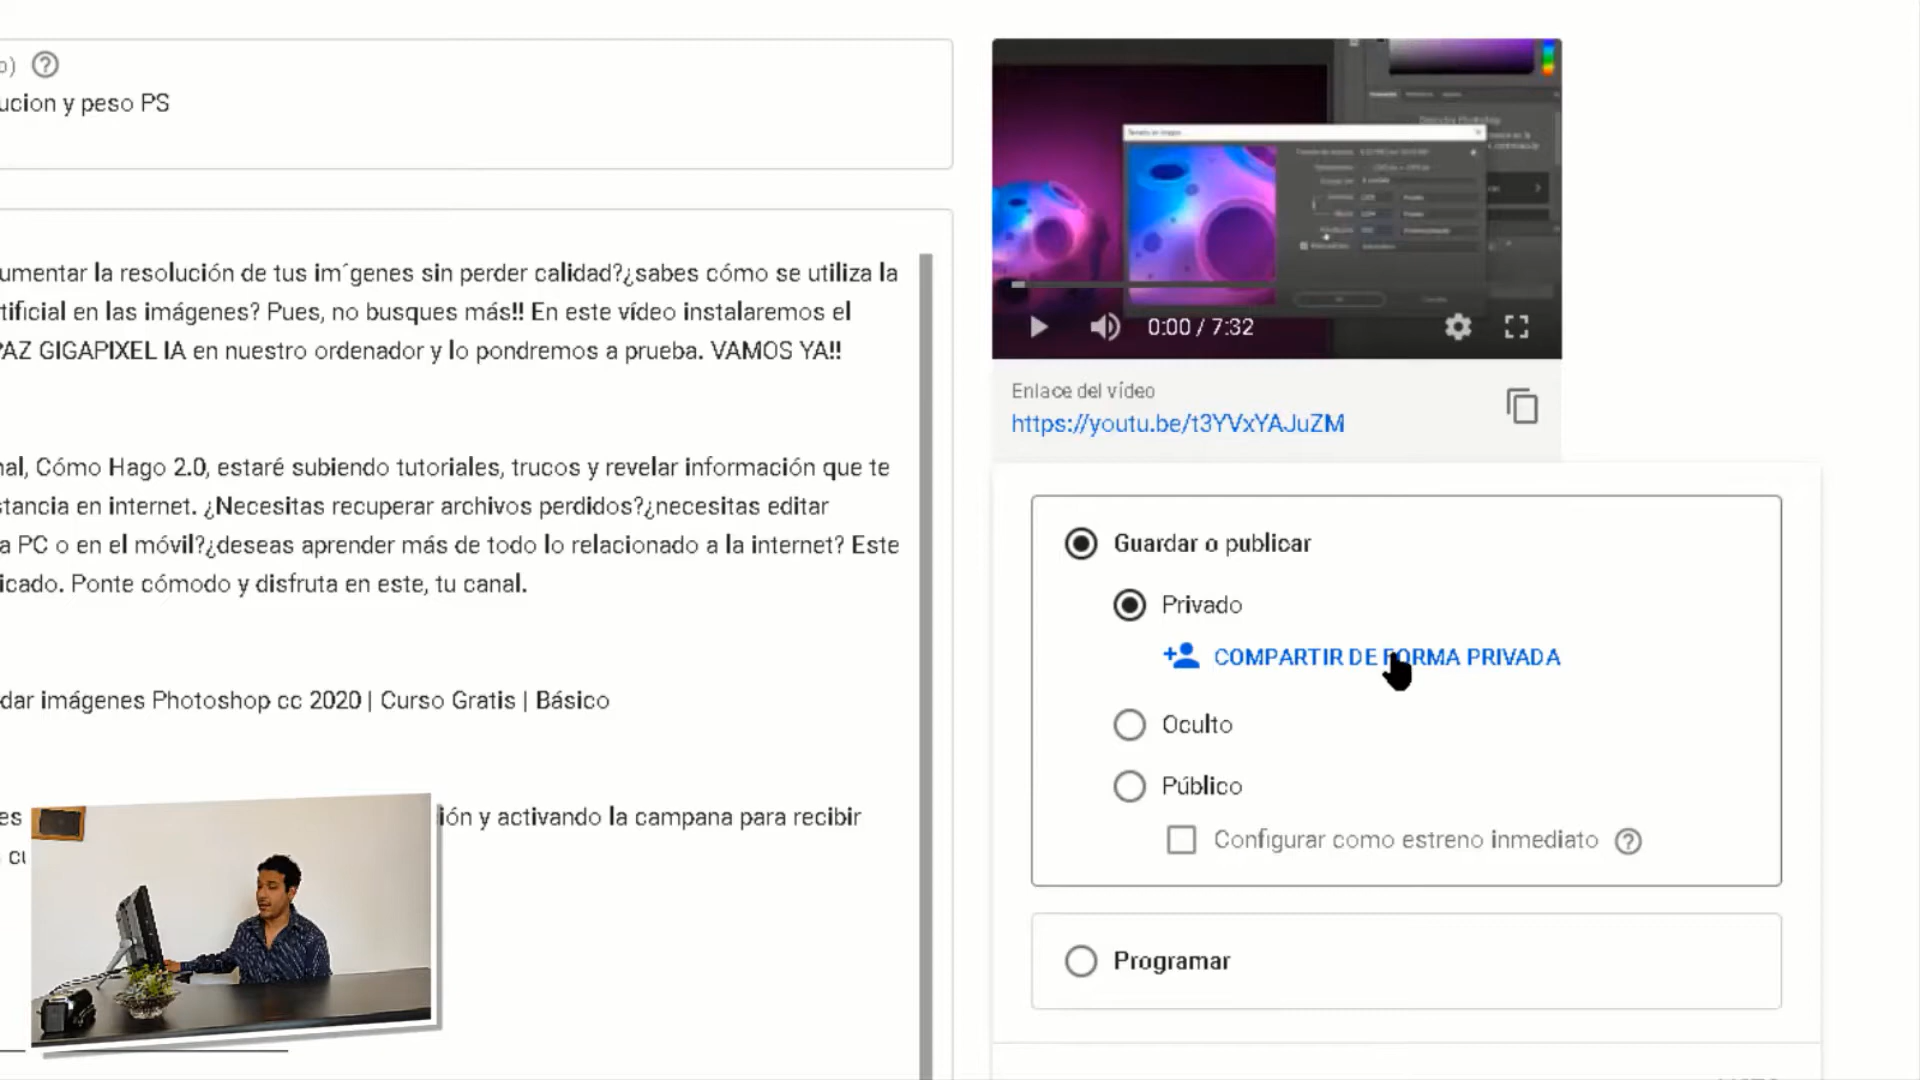 o)
ucion y peso PS
umentar la resolución de tus im´genes sin perder calidad?¿sabes cómo se utiliza la
tificial en las imágenes? Pues, no busques más!! En este vídeo instalaremos el
PAZ GIGAPIXEL IA en nuestro ordenador y lo pondremos a prueba. VAMOS YA!!
nal, Cómo Hago 2.0, estaré subiendo tutoriales, trucos y revelar información que te
stancia en internet. ¿Necesitas recuperar archivos perdidos?¿necesitas editar
a PC o en el móvil?¿deseas aprender más de todo lo relacionado a la internet? Este
icado. Ponte cómodo y disfruta en este, tu canal.
dar imágenes Photoshop cc 2020 | Curso Gratis | Básico
es
ión y activando la campana para recibir
0:00 / 7:32
Enlace del vídeo
https://youtu.be/t3YVxYAJuZM
Guardar o publicar
Privado
COMPARTIR DE FORMA PRIVADA
Oculto
Público
Configurar como estreno inmediato
Programar